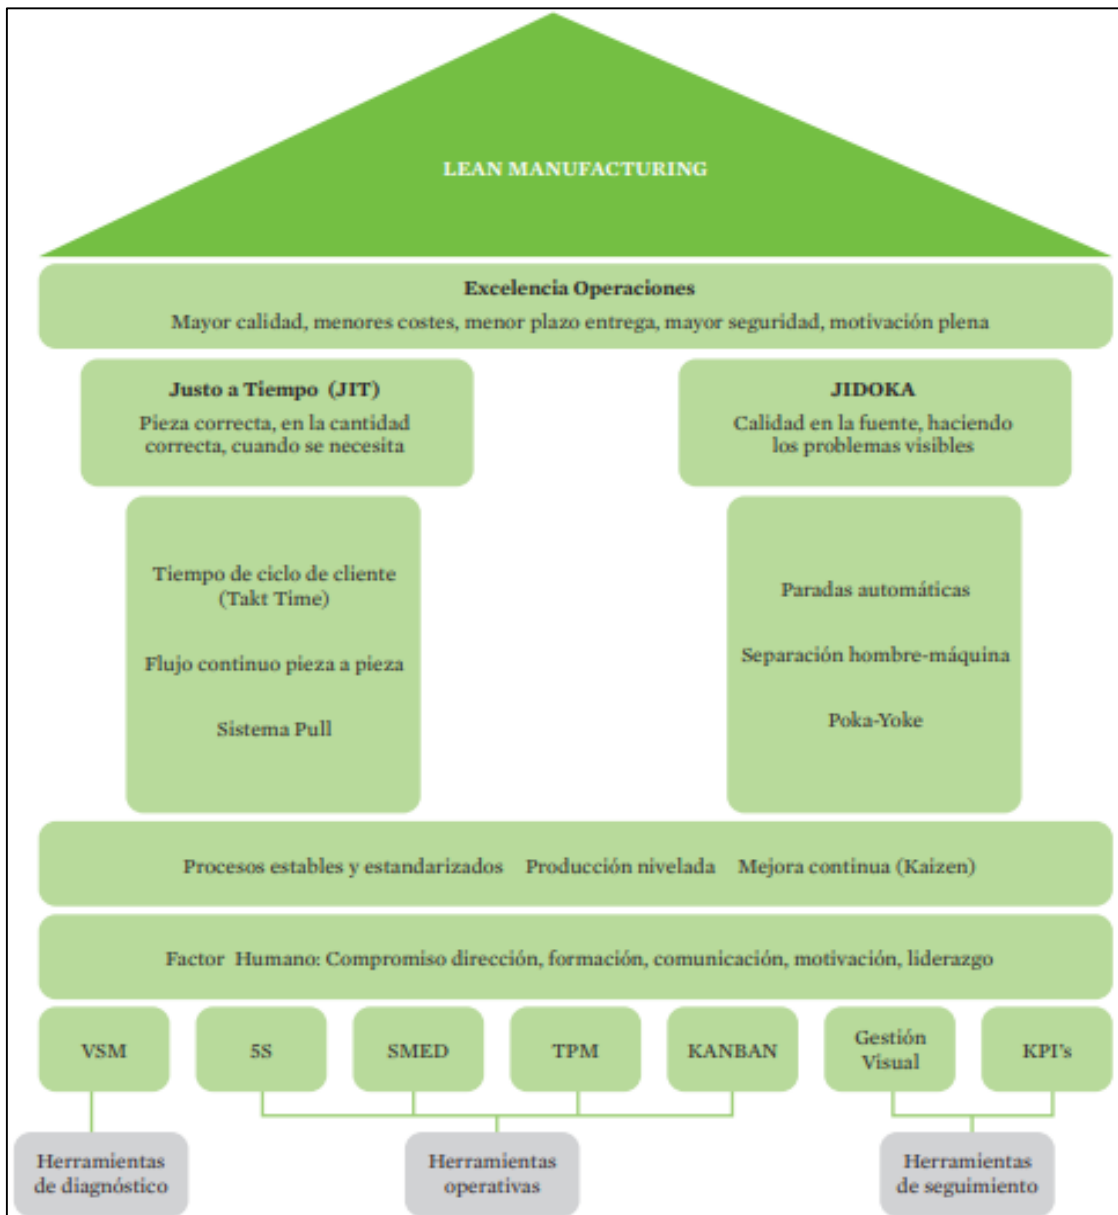 LEAN MANUFACTURING
Excelencia Operaciones
Mayor calidad, menores costes, menor plazo entrega, mayor seguridad, motivación plena
Justo a Tiempo (JIT)
Pieza correcta, en la cantidad
correcta, cuando se necesita
JIDOKA
Calidad en la fuente, haciendo
los problemas visibles
Tiempo de ciclo de cliente
(Takt Time)
Flujo continuo pieza a pieza
Sistema Pull
Paradas automáticas
Separación hombre-máquina
Poka-Yoke
Procesos estables y estandarizados Producción nivelada Mejora continua (Kaizen)
Factor Humano: Compromiso dirección, formación, comunicación, motivación, liderazgo
VSM
5S
SMED
TPM
KANBAN
Gestión
Visual
KPI's
Herramientas
de diagnóstico
Herramientas
operativas
Herramientas
de seguimiento